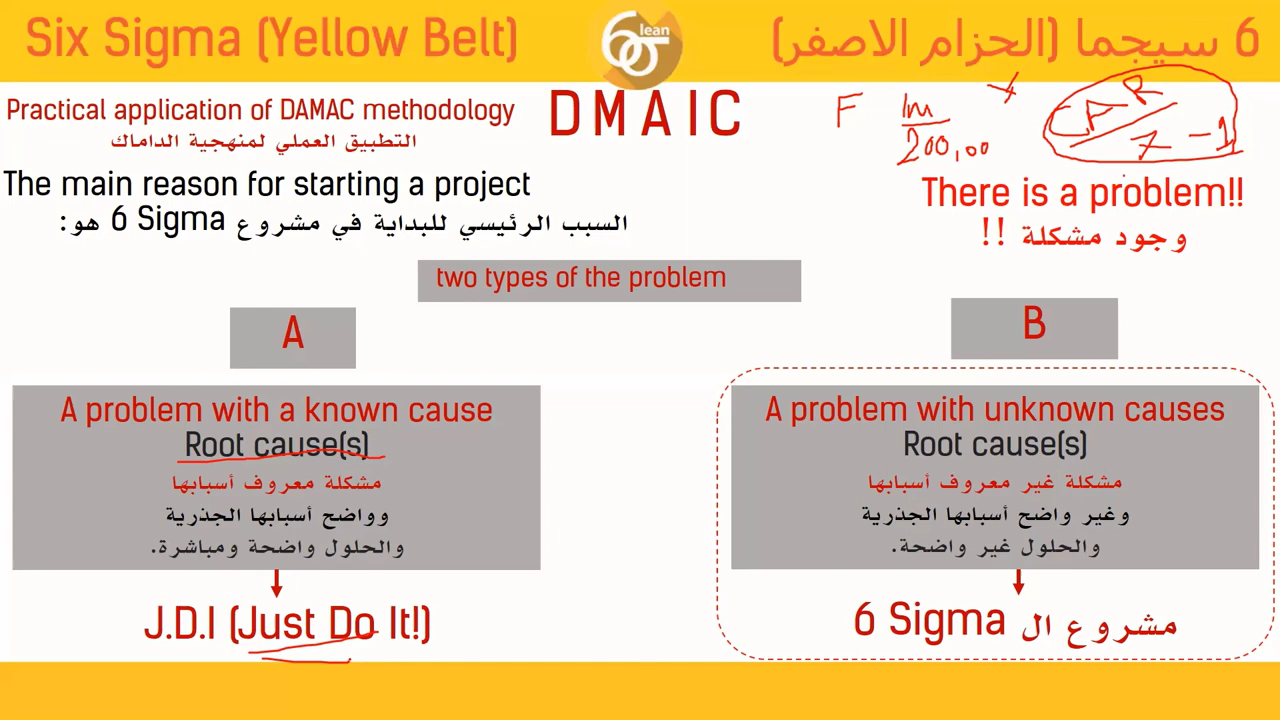 Six Sigma (Yellow Belt)
lean
6σ
6 سيجما (الحزام الاصفر)
Practical application of DAMAC methodology
التطبيق العملي لمنهجية الداماك
DMAIC
F
1m
200,00
R
7 - 1
The main reason for starting a project
السبب الرئيسي للبداية في مشروع 6 Sigma هو:
There is a problem!!
وجود مشكلة !!
two types of the problem
A
A problem with a known cause
Root cause(s)
مشكلة معروف أسبابها
وواضح أسبابها الجذرية
والحلول واضحة ومباشرة.
J.D.I (Just Do It!)
B
A problem with unknown causes
Root cause(s)
مشكلة غير معروف أسبابها
وغير واضح أسبابها الجذرية
والحلول غير واضحة.
مشروع ال 6 Sigma